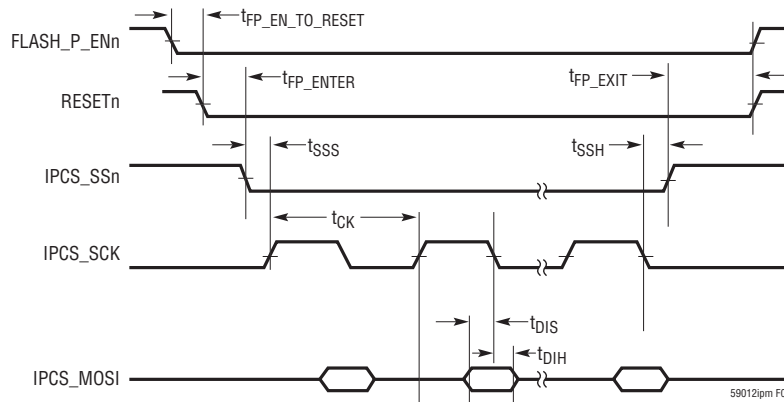 FLASH_P_ENn
tFP_EN_TO_RESET
tFP_ENTER
tFP_EXIT
RESETn
tSSS
tSSH
IPCS_SSn
tCK
IPCS_SCK
tDIS
tDIH
IPCS_MOSI